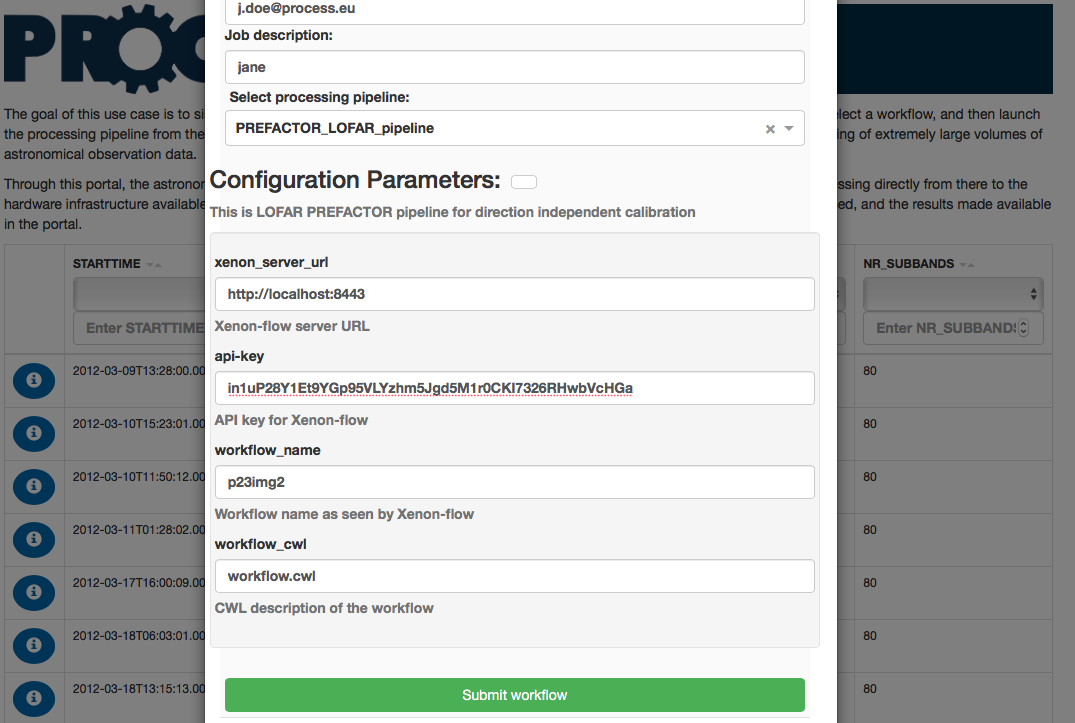 PRO
j.doe@process.eu
Job description:
jane
Select processing pipeline:
PREFACTOR_LOFAR_pipeline
Configuration Parameters:
This is LOFAR PREFACTOR pipeline for direction independent calibration
xenon_server_url
http://localhost:8443
Xenon-flow server URL
api-key
in1uP28Y1Et9YGp95VLYzhm5Jgd5M1r0CKI7326RHwbVcHGa
API key for Xenon-flow
workflow_name
p23img2
Workflow name as seen by Xenon-flow
workflow_cwl
workflow.cwl
CWL description of the workflow
Submit workflow
The goal of this use case is to
lect a workflow, and then launch
the processing pipeline from the
ing of extremely large volumes of
astronomical observation data.
Through this portal, the
ssing directly from there to the
hardware infrastructure available
ed, and the results made available
in the portal.
STARTTIME
NR_SUBBANDS
Enter STARTTIME
Enter NR_SUBBANDS
2012-03-09T13:28:00.00
80
2012-03-10T15:23:01.00
80
2012-03-10T11:50:12.00
80
2012-03-11T01:28:02.00
80
2012-03-17T16:00:09.00
80
2012-03-18T06:03:01.00
80
2012-03-18T13:15:13.00
80